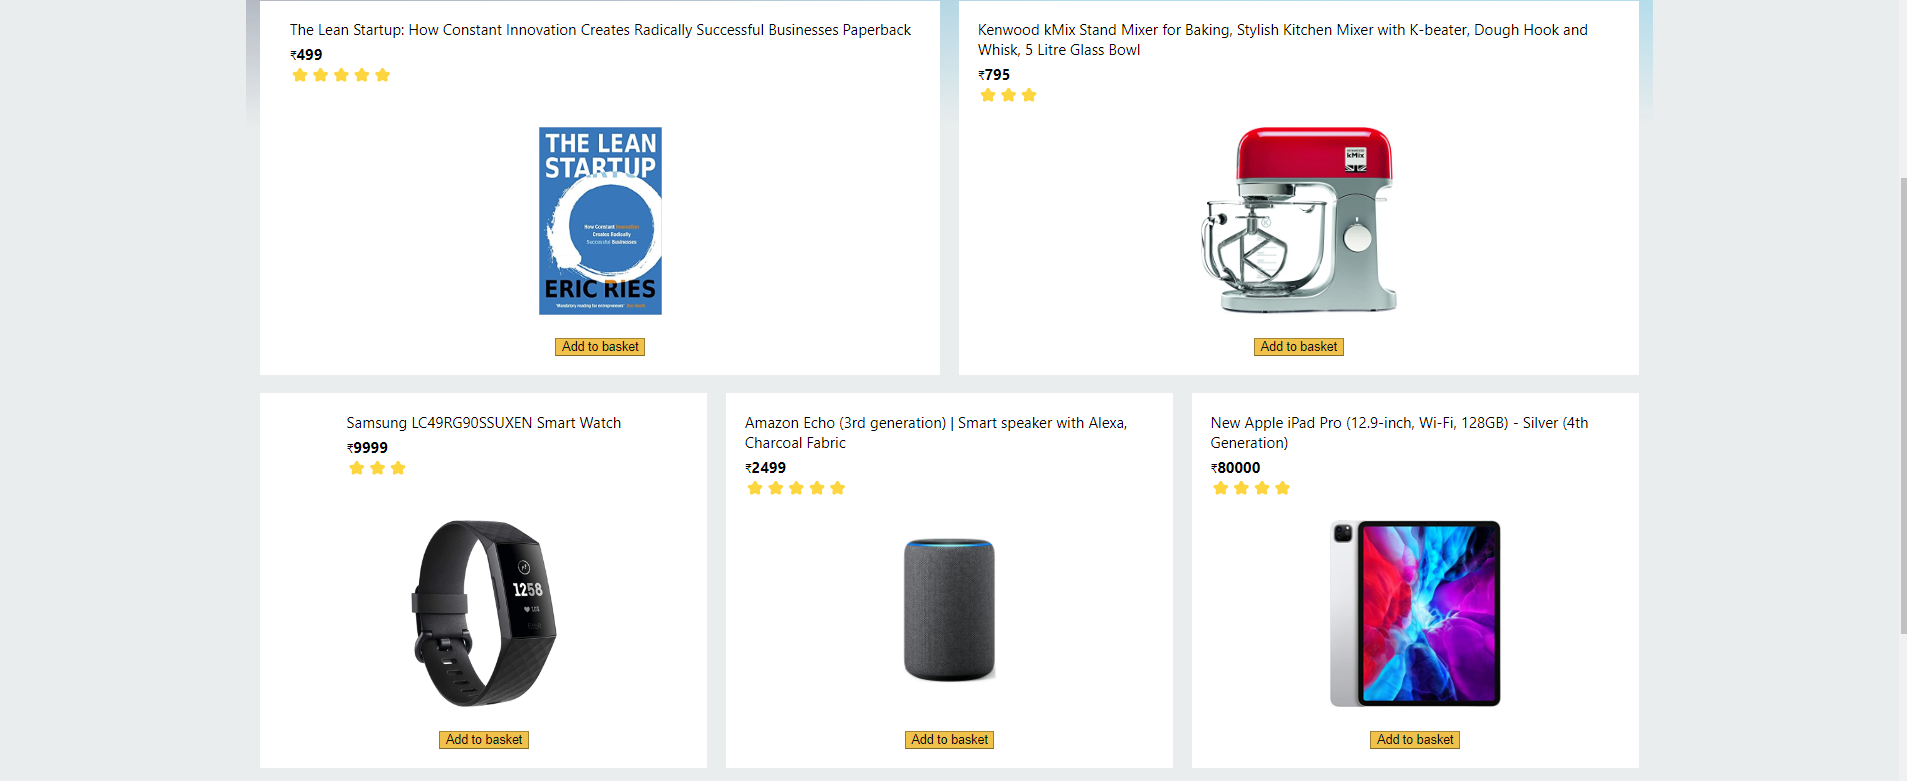 The Lean Startup: How Constant Innovation Creates Radically Successful Businesses Paperback
₹499
THE LEAN
STARTUP
How Constant Innovation
Creates Radically
Successful Businesses
ERIC RIES
Add to basket
Kenwood kMix Stand Mixer for Baking, Stylish Kitchen Mixer with K-beater, Dough Hook and
Whisk, 5 Litre Glass Bowl
₹795
kMix
Add to basket
Samsung LC49RG90SSUXEN Smart Watch
₹9999
1258
Add to basket
Amazon Echo (3rd generation) | Smart speaker with Alexa,
Charcoal Fabric
₹2499
Add to basket
New Apple iPad Pro (12.9-inch, Wi-Fi, 128GB) - Silver (4th
Generation)
₹80000
Add to basket